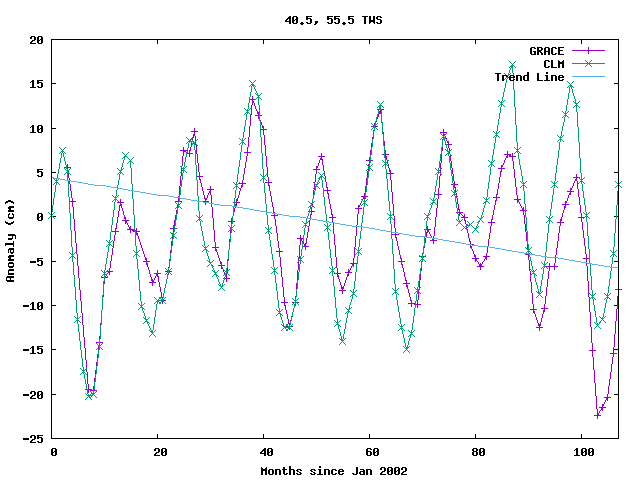 40.5, 55.5 TWS
GRACE
CLM
Trend Line
20
15
10
5
0
-5
-10
-15
-20
-25
Anomaly (cm)
0 20 40 60 80 100
Months since Jan 2002